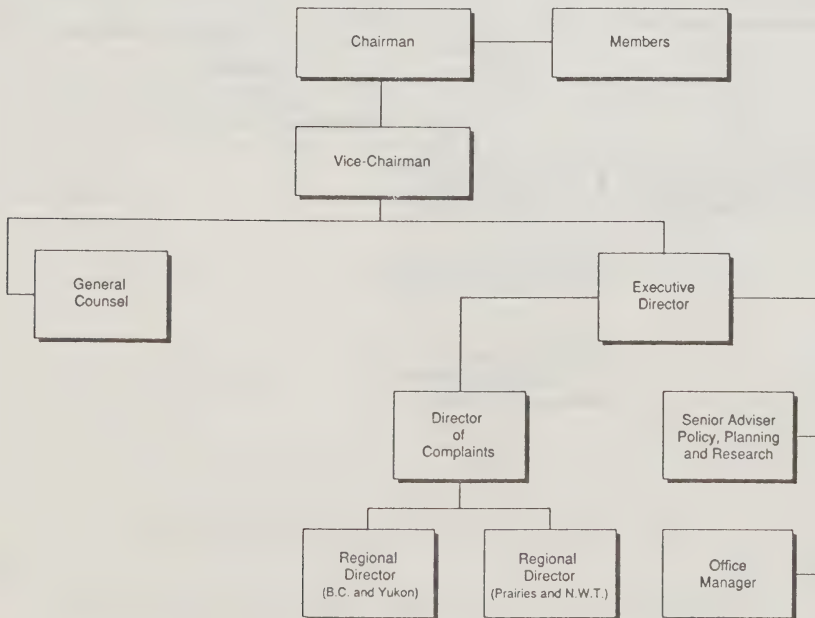 Chairman
Members
Vice-Chairman
General
Counsel
Executive
Director
Director
of
Complaints
Senior Adviser
Policy, Planning
and Research
Regional
Director
(B.C. and Yukon)
Regional
Director
(Prairies and N.W.T.)
Office
Manager